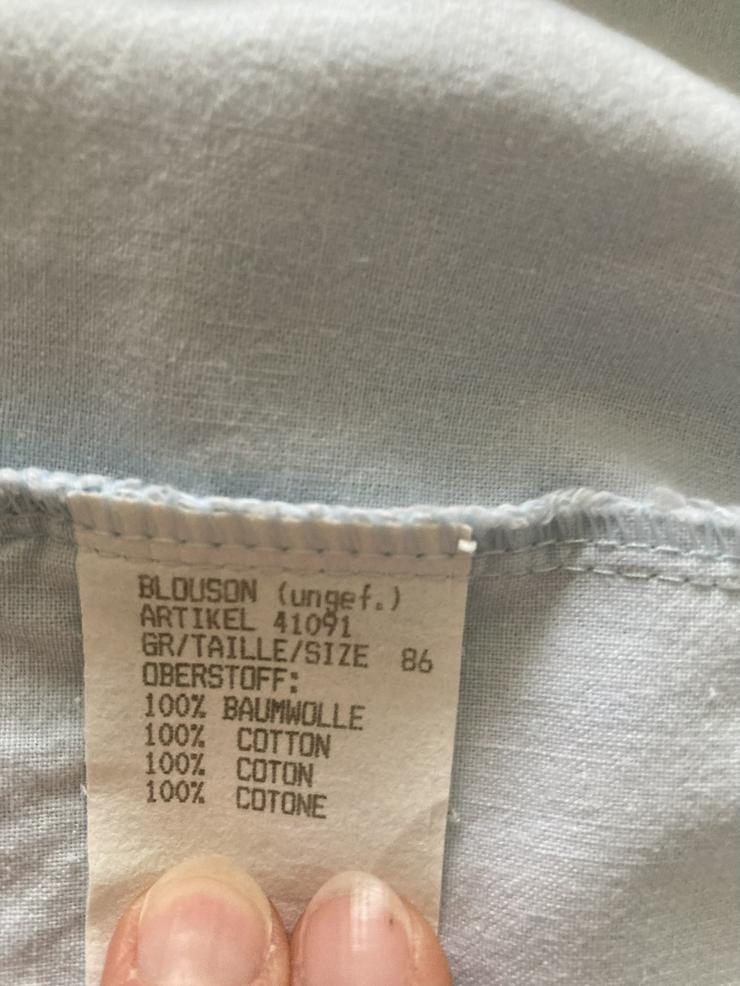 BLOUSON (ungef.)
ARTIKEL 41091
GR/TAILLE/SIZE 86
OBERSTOFF:
100% BAUMWOLLE
100% COTTON
100% COTON
100% COTONE